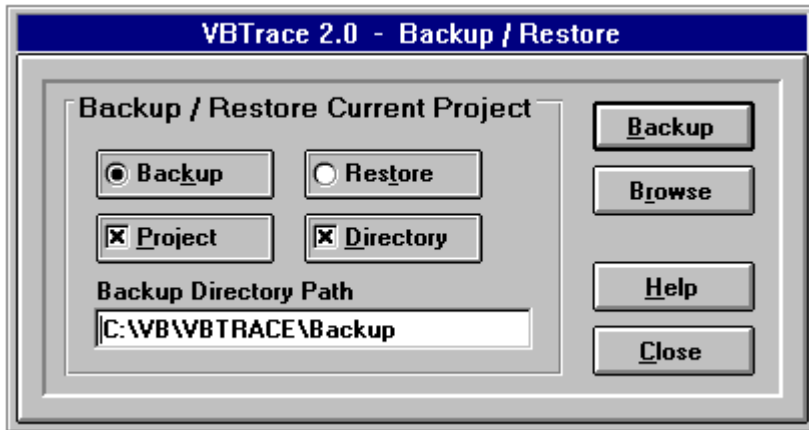 VBTrace 2.0 - Backup / Restore
Backup / Restore Current Project
Backup
Restore
Project
Directory
Backup Directory Path
C:\VB\VBTRACE\Backup
Backup
Browse
Help
Close